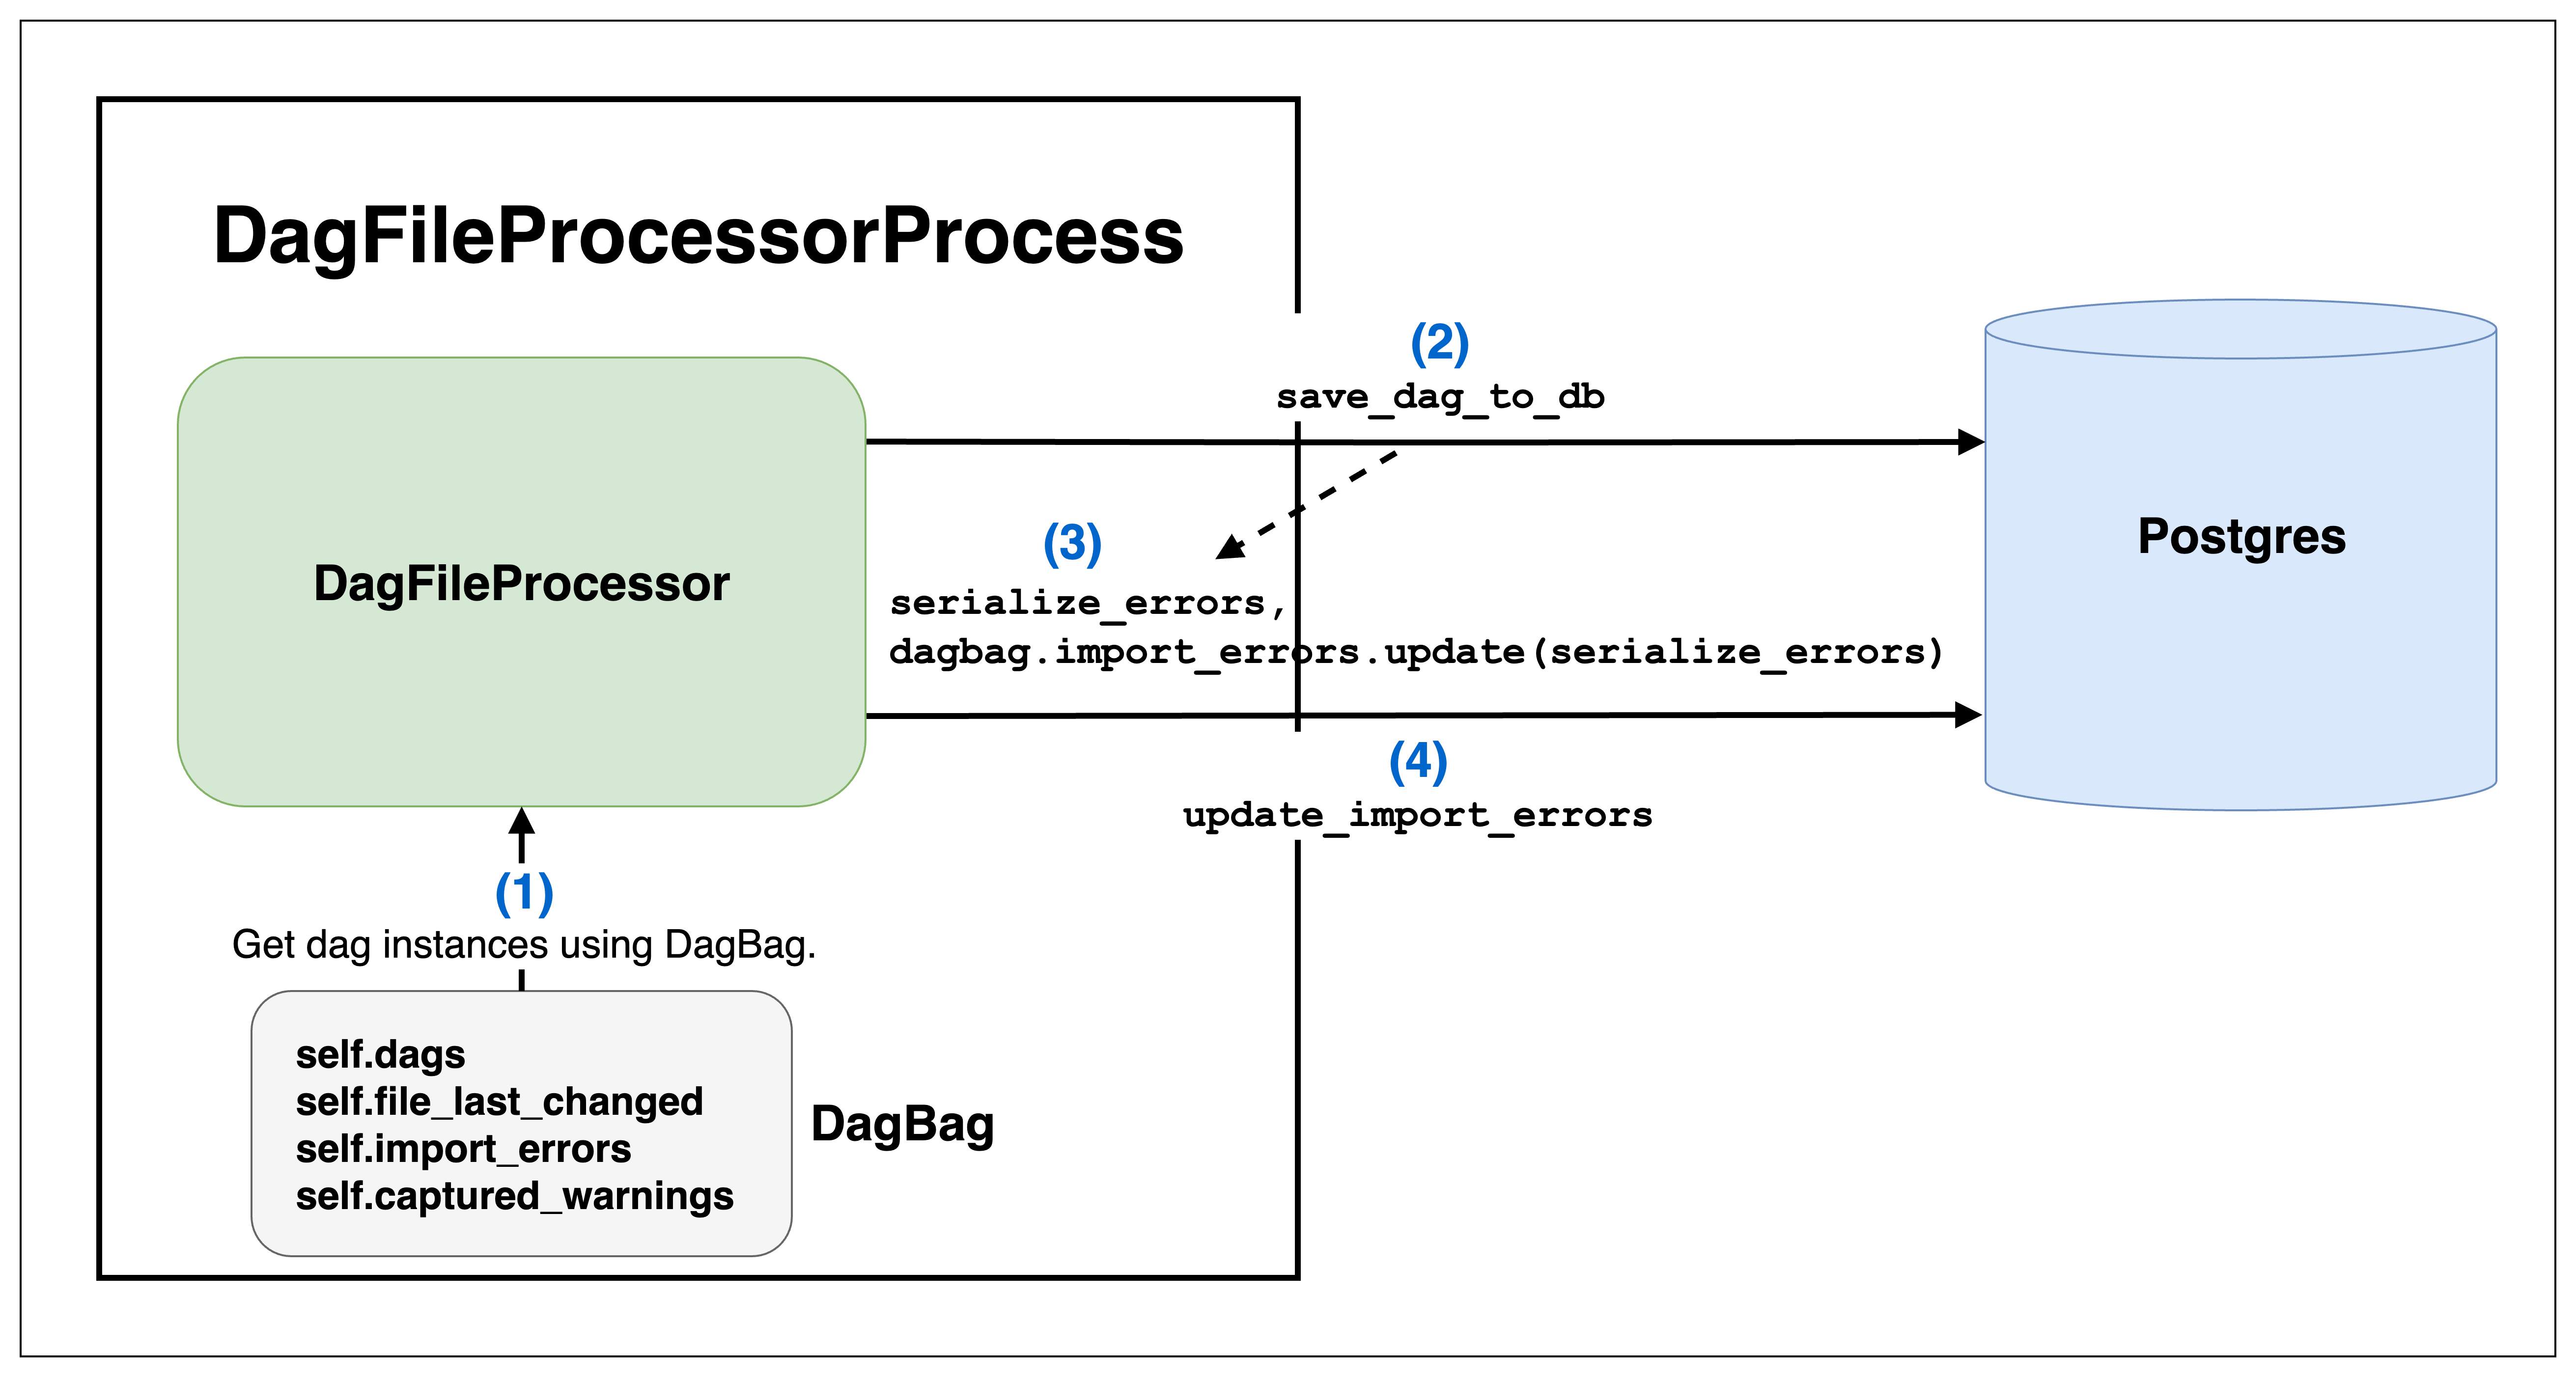 DagFileProcessorProcess
(2)
save_dag_to_db
DagFileProcessor
(3)
serialize_errors,
dagbag.import_errors.update(serialize_errors)
Postgres
(4)
update_import_errors
(1)
Get dag instances using DagBag.
self.dags
self.file_last_changed
self.import_errors
self.captured_warnings
DagBag